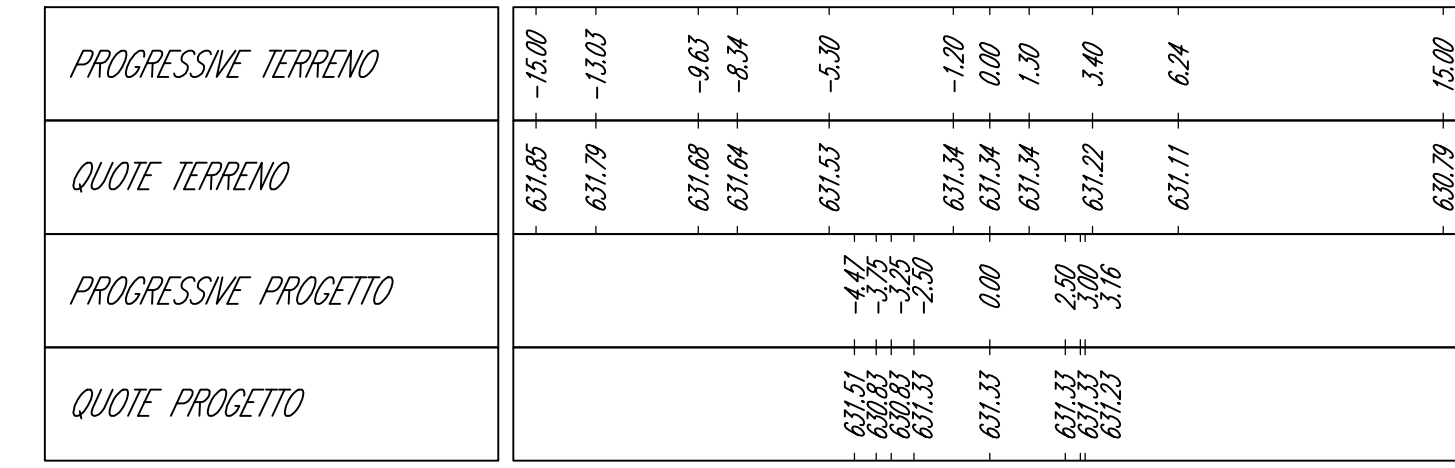 PROGRESSIVE TERRENO -15.00 -13.03 -9.63 -8.34 -5.30 -1.20 0.00 1.30 3.40 6.24 15.00
QUOTE TERRENO 631.85 631.79 631.68 631.64 631.53 631.34 631.34 631.34 631.22 631.11 630.79
PROGRESSIVE PROGETTO -4.47 -3.75 -3.25 -2.50 0.00 2.50 3.00 3.16
QUOTE PROGETTO 631.51 630.83 630.83 631.33 631.33 631.33 631.33 631.23